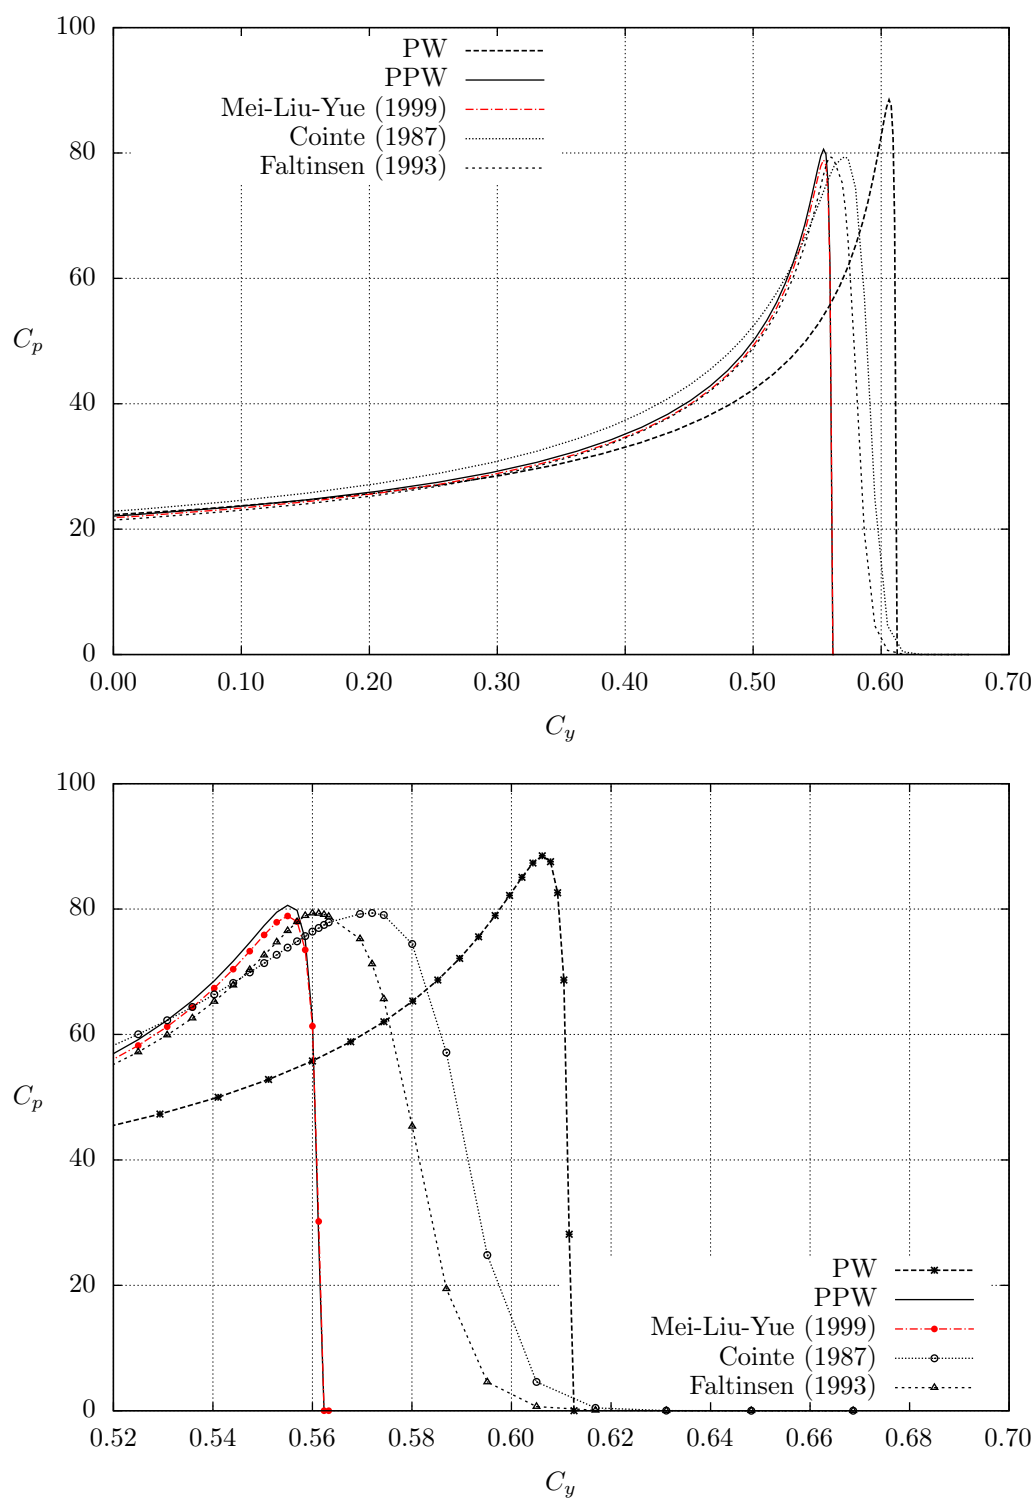 100
80
60
40
20
0
C_p
PW
PPW
Mei-Liu-Yue (1999)
Cointe (1987)
Faltinsen (1993)
0.00 0.10 0.20 0.30 0.40 0.50 0.60 0.70
C_y
100
80
60
40
20
0
C_p
PW
PPW
Mei-Liu-Yue (1999)
Cointe (1987)
Faltinsen (1993)
0.52 0.54 0.56 0.58 0.60 0.62 0.64 0.66 0.68 0.70
C_y